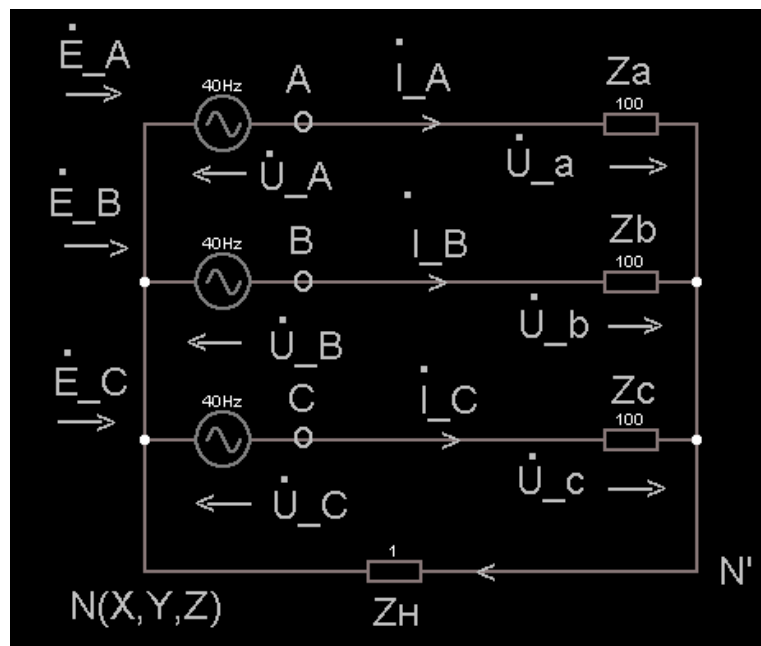 Ė_A
40Hz
A
İ_A
Za
100
U̇_A
U̇_a
Ė_B
40Hz
B
İ_B
Zb
100
U̇_B
U̇_b
Ė_C
40Hz
C
İ_C
Zc
100
U̇_C
U̇_c
1
N(X,Y,Z)
Zн
N'